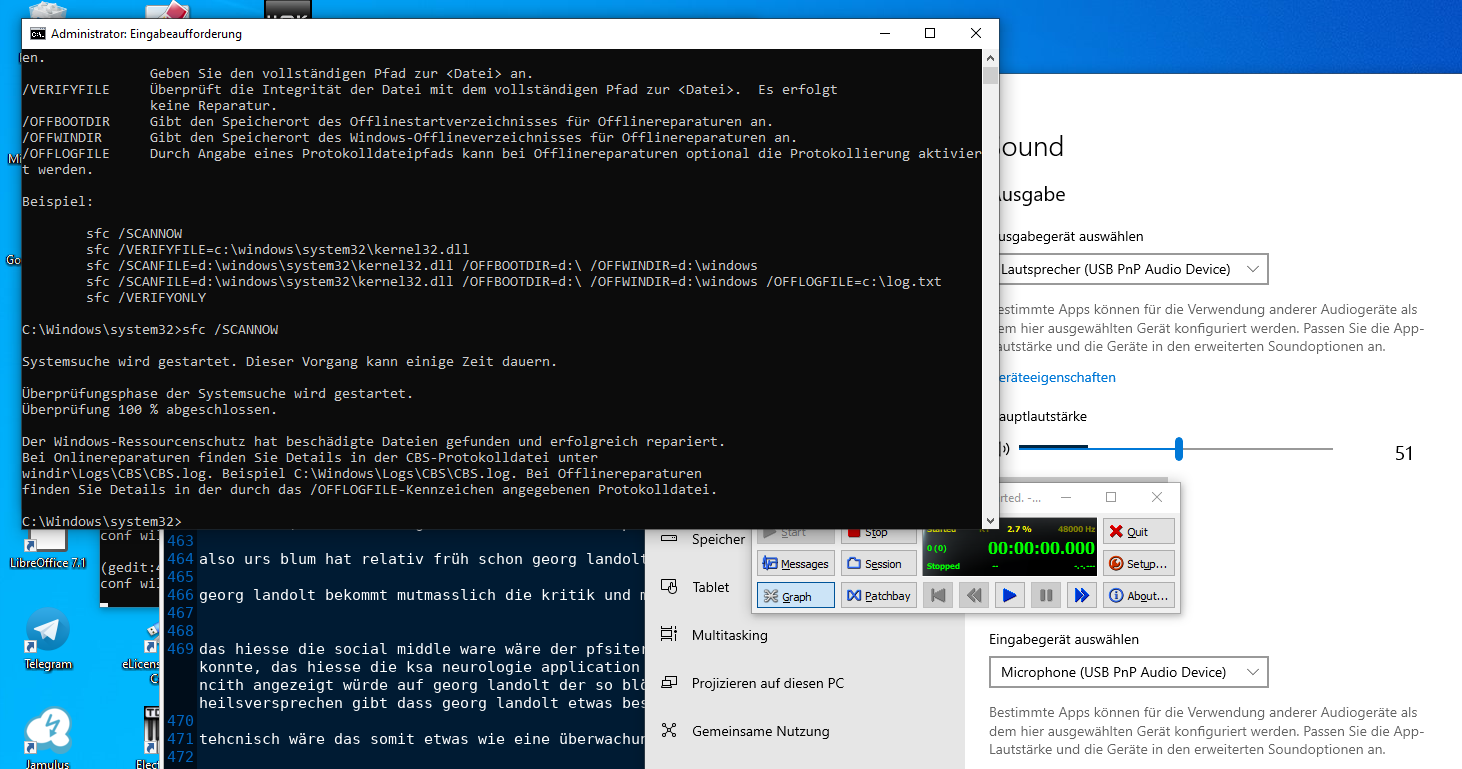 Administrator: Eingabeaufforderung
en.
Geben Sie den vollständigen Pfad zur <Datei> an.
/VERIFYFILE Überprüft die Integrität der Datei mit dem vollständigen Pfad zur <Datei>. Es erfolgt
keine Reparatur.
/OFFBOOTDIR Gibt den Speicherort des Offlinestartverzeichnisses für Offlinereparaturen an.
/OFFWINDIR Gibt den Speicherort des Windows-Offlineverzeichnisses für Offlinereparaturen an.
/OFFLOGFILE Durch Angabe eines Protokolldateipfads kann bei Offlinereparaturen optional die Protokollierung aktivier
t werden.
Beispiel:
sfc /SCANNOW
sfc /VERIFYFILE=c:\windows\system32\kernel32.dll
sfc /SCANFILE=d:\windows\system32\kernel32.dll /OFFBOOTDIR=d:\ /OFFWINDIR=d:\windows
sfc /SCANFILE=d:\windows\system32\kernel32.dll /OFFBOOTDIR=d:\ /OFFWINDIR=d:\windows /OFFLOGFILE=c:\log.txt
sfc /VERIFYONLY
C:\Windows\system32>sfc /SCANNOW
Systemsuche wird gestartet. Dieser Vorgang kann einige Zeit dauern.
Überprüfungsphase der Systemsuche wird gestartet.
Überprüfung 100 % abgeschlossen.
Der Windows-Ressourcenschutz hat beschädigte Dateien gefunden und erfolgreich repariert.
Bei Onlinereparaturen finden Sie Details in der CBS-Protokolldatei unter
windir\Logs\CBS\CBS.log. Beispiel C:\Windows\Logs\CBS\CBS.log. Bei Offlinereparaturen
finden Sie Details in der durch das /OFFLOGFILE-Kennzeichen angegebenen Protokolldatei.
C:\Windows\system32>
ound
usgabe
usgabegerät auswählen
Lautsprecher (USB PnP Audio Device)
estimmte Apps können für die Verwendung anderer Audiogeräte als
em hier ausgewählten Gerät konfiguriert werden. Passen Sie die App-
autstärke und die Geräte in den erweiterten Soundoptionen an.
eräteeigenschaften
auptlautstärke
51
rted. -...
Start
Stop
Started
2.7 %
48000 Hz
Quit
Messages
Session
0 (0)
00:00:00.000
Setup...
Stopped -- -.-.---
Graph
Patchbay
About...
Eingabegerät auswählen
Microphone (USB PnP Audio Device)
Bestimmte Apps können für die Verwendung anderer Audiogeräte als
dem hier ausgewählten Gerät konfiguriert werden. Passen Sie die App-
Lautstärke und die Geräte in den erweiterten Soundoptionen an.
Speicher
Tablet
Multitasking
Projizieren auf diesen PC
Gemeinsame Nutzung
463
464 also urs blum hat relativ früh schon georg landolt
465
466 georg landolt bekommt mutmasslich die kritik und m
467
468
469 das hiesse die social middle ware wäre der pfsiter
konnte, das hiesse die ksa neurologie application
ncith angezeigt würde auf georg landolt der so blö
heilsversprechen gibt dass georg landolt etwas bes
470
471 tehcnisch wäre das somit etwas wie eine überwachun
472
conf wi
(gedit:4
conf wil
Mi
Go
LibreOffice 7.1
Telegram
eLicens
C
Jamulus
Elect